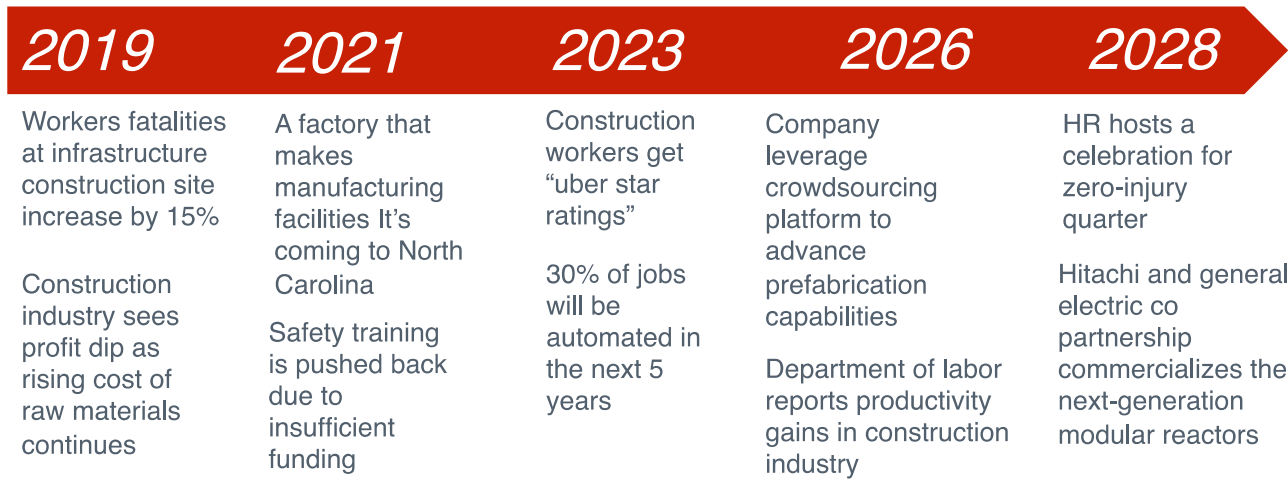 2019
2021
2023
2026
2028
Workers fatalities
at infrastructure
construction site
increase by 15%
Construction
industry sees
profit dip as
rising cost of
raw materials
continues
A factory that
makes
manufacturing
facilities It’s
coming to North
Carolina
Safety training
is pushed back
due to
insufficient
funding
Construction
workers get
“uber star
ratings”
30% of jobs
will be
automated in
the next 5
years
Company
leverage
crowdsourcing
platform to
advance
prefabrication
capabilities
Department of labor
reports productivity
gains in construction
industry
HR hosts a
celebration for
zero-injury
quarter
Hitachi and general
electric co
partnership
commercializes the
next-generation
modular reactors